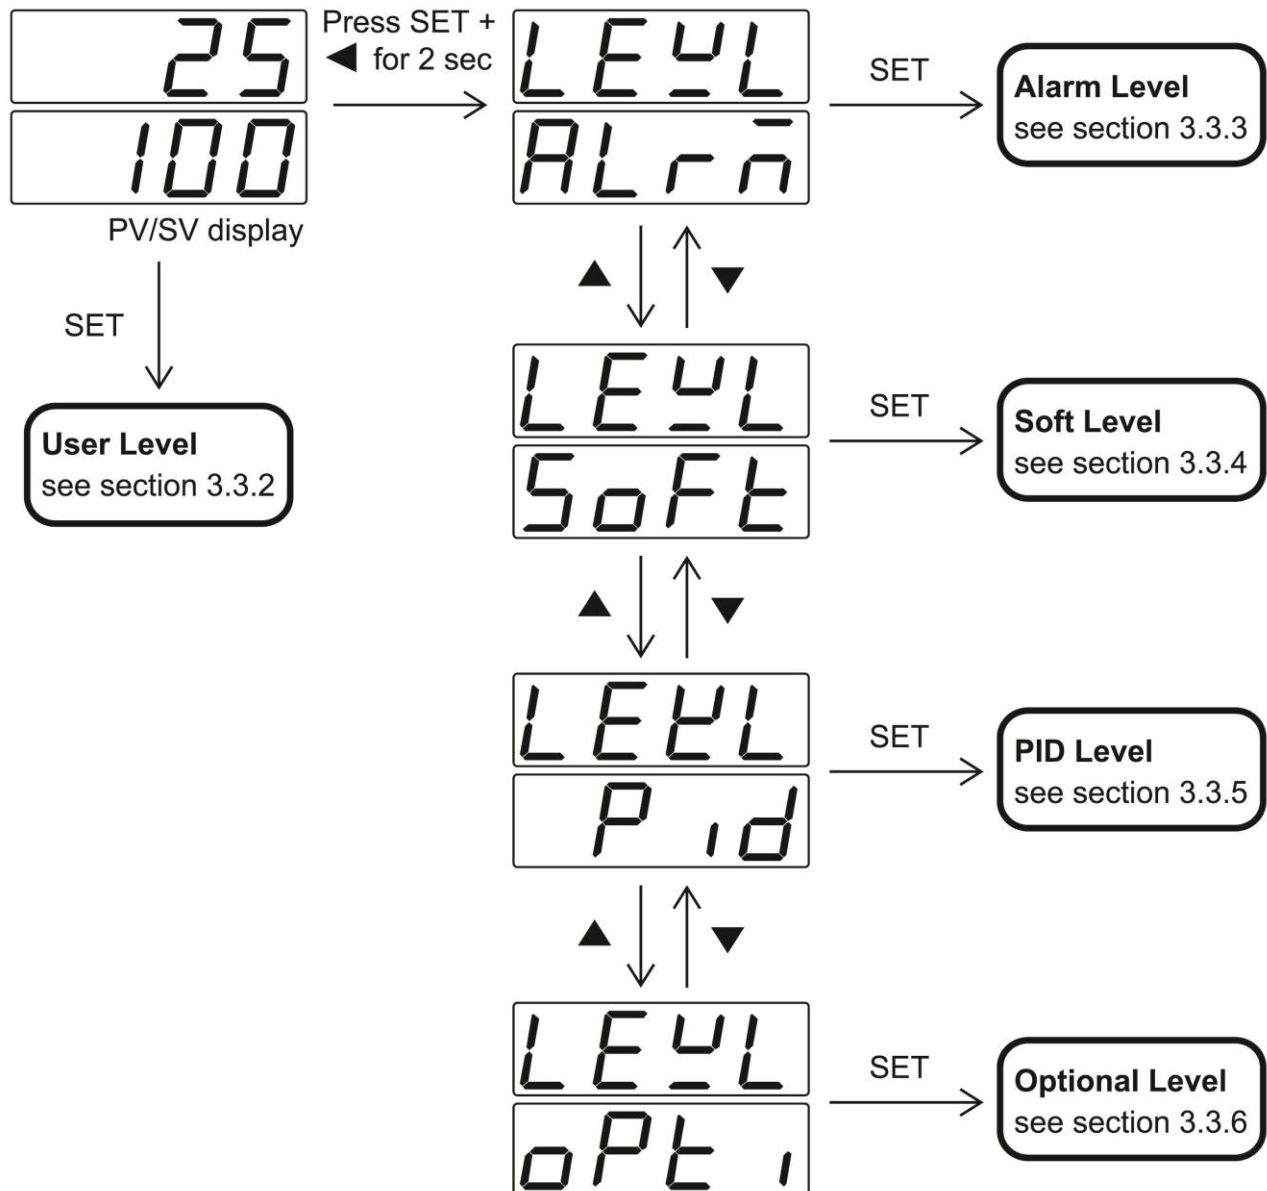 25
100
PV/SV display
Press SET +
◀ for 2 sec
LEVL
ALrm
SET
Alarm Level
see section 3.3.3
SET
User Level
see section 3.3.2
▲ ▼
LEVL
SoFt
SET
Soft Level
see section 3.3.4
▲ ▼
LEVL
Pid
SET
PID Level
see section 3.3.5
▲ ▼
LEVL
oPti
SET
Optional Level
see section 3.3.6